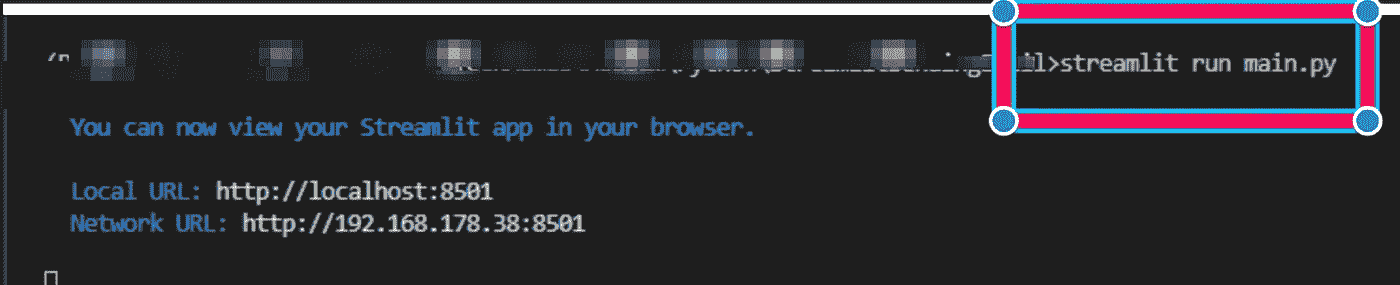 >streamlit run main.py
You can now view your Streamlit app in your browser.
Local URL: http://localhost:8501
Network URL: http://192.168.178.38:8501